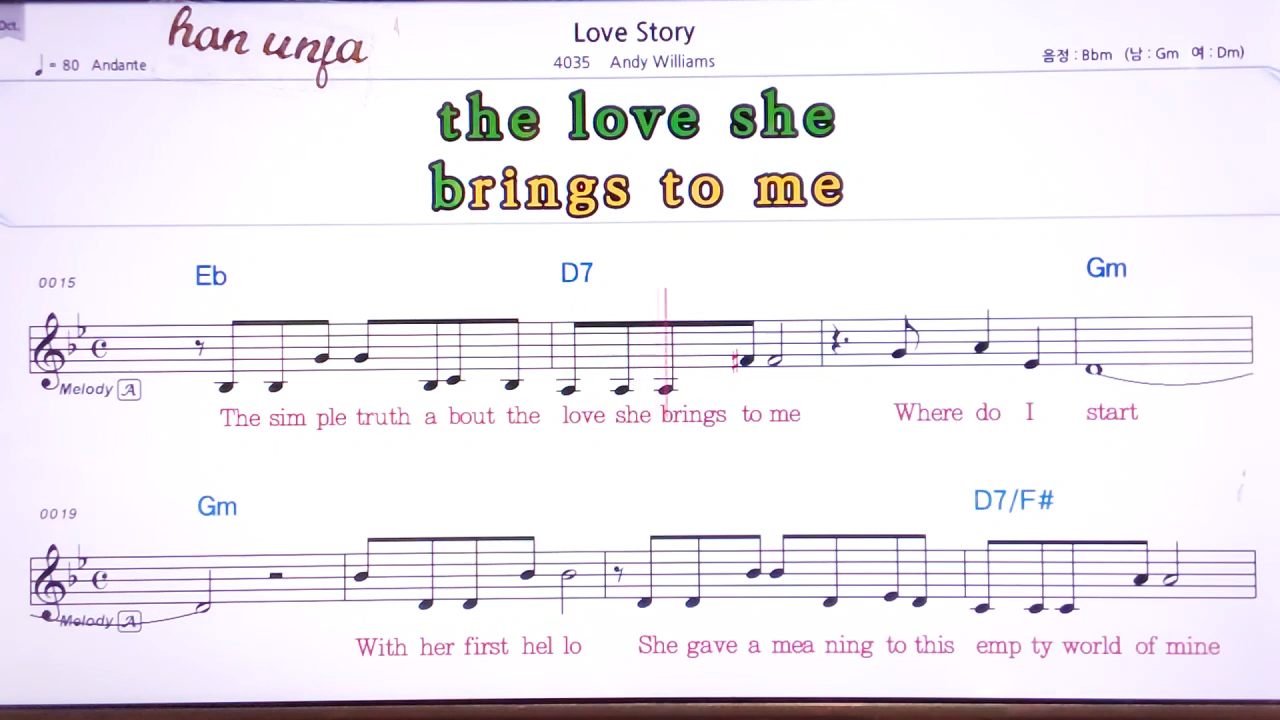 Oct.
han unja
Love Story
♩= 80 Andante
4035 Andy Williams
음정 : Bbm (남 : Gm 여 : Dm)
the love she
brings to me
0015
Eb D7 Gm
Melody A
The sim ple truth a bout the love she brings to me Where do I start
0019
Gm D7/F#
Melody A
With her first hel lo She gave a mea ning to this emp ty world of mine